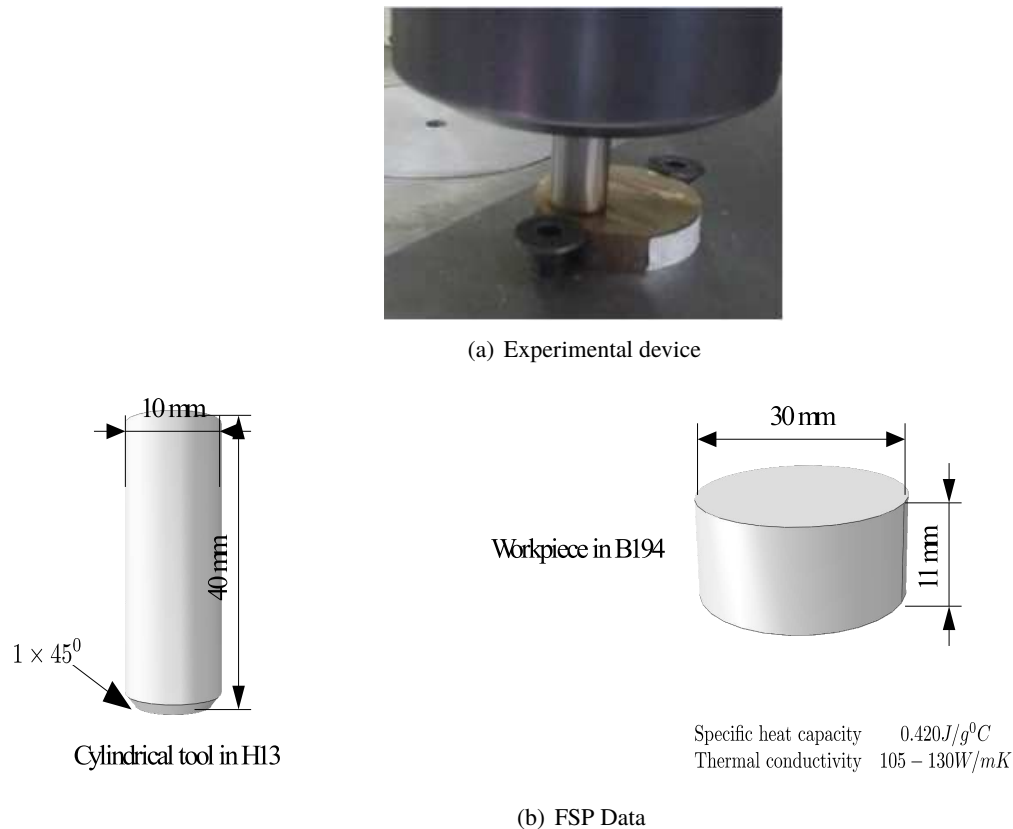 (a) Experimental device
10 mm
30 mm
40 mm
Workpiece in B194
11 mm
1 × 45⁰
Cylindrical tool in H13
Specific heat capacity 0.420J/g⁰C
Thermal conductivity 105 − 130W/mK
(b) FSP Data